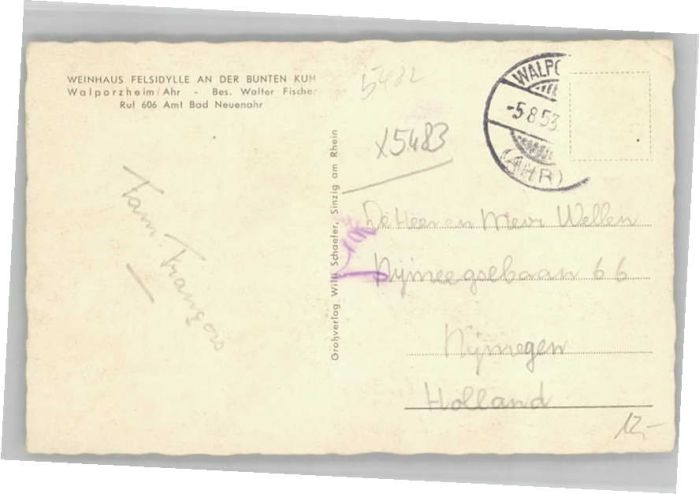 WEINHAUS FELSIDYLLE AN DER BUNTEN KUH
Walporzheim/Ahr - Bes. Walter Fischer
Ruf 606 Amt Bad Neuenahr
5482
X5483
WALPO
-5.8.53
(AHR)
Großverlag Willi Schaefer, Sinzig am Rhein
Fam.
De Heer en Mevr Wellen
Nijmeegsebaan 66
Nijmegen
Holland
12,-